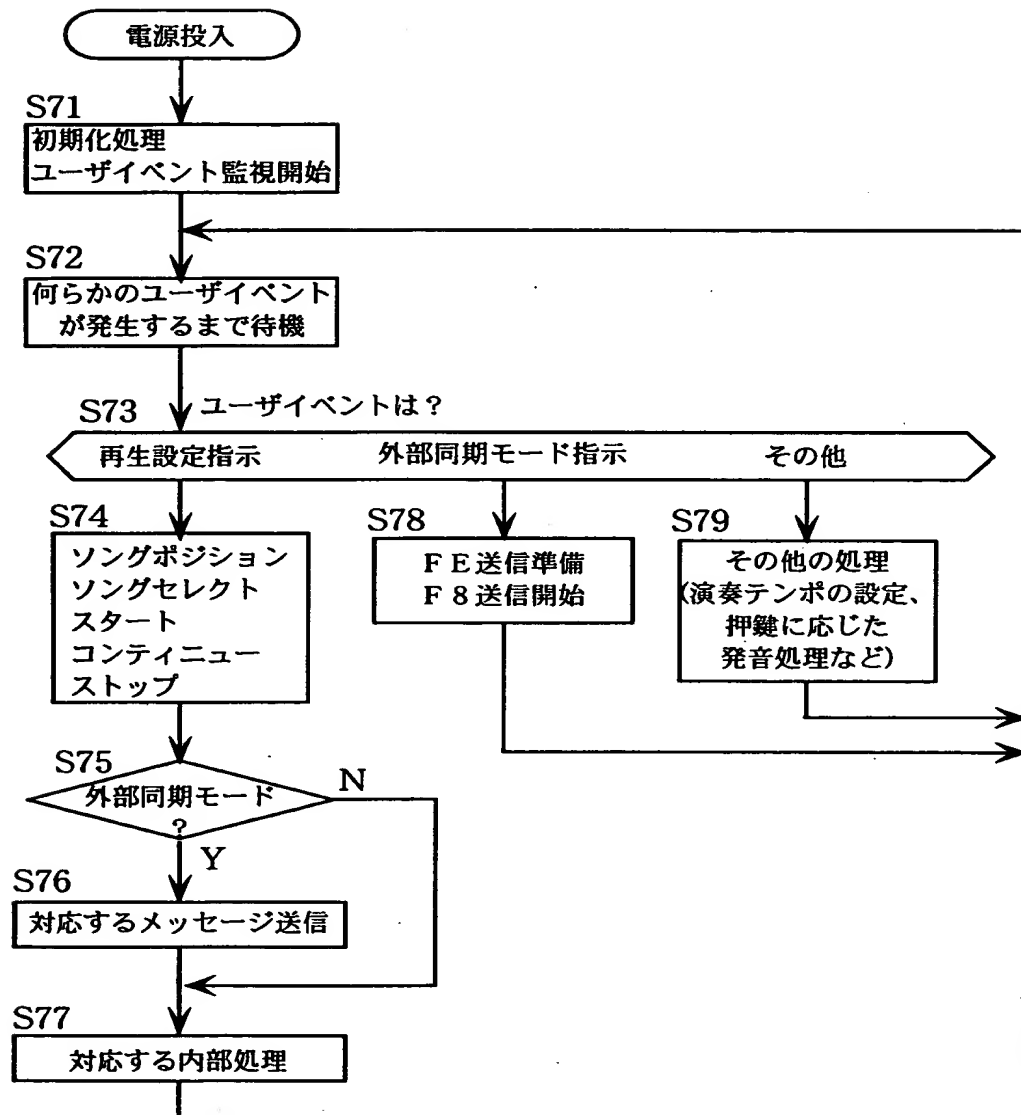 電源投入
S71
初期化処理
ユーザイベント監視開始
S72
何らかのユーザイベント
が発生するまで待機
S73
ユーザイベントは？
再生設定指示
外部同期モード指示
その他
S74
ソングポジション
ソングセレクト
スタート
コンティニュー
ストップ
S78
ＦＥ送信準備
Ｆ８送信開始
S79
その他の処理
(演奏テンポの設定、
押鍵に応じた
発音処理など)
S75
外部同期モード
？
N
Y
S76
対応するメッセージ送信
S77
対応する内部処理